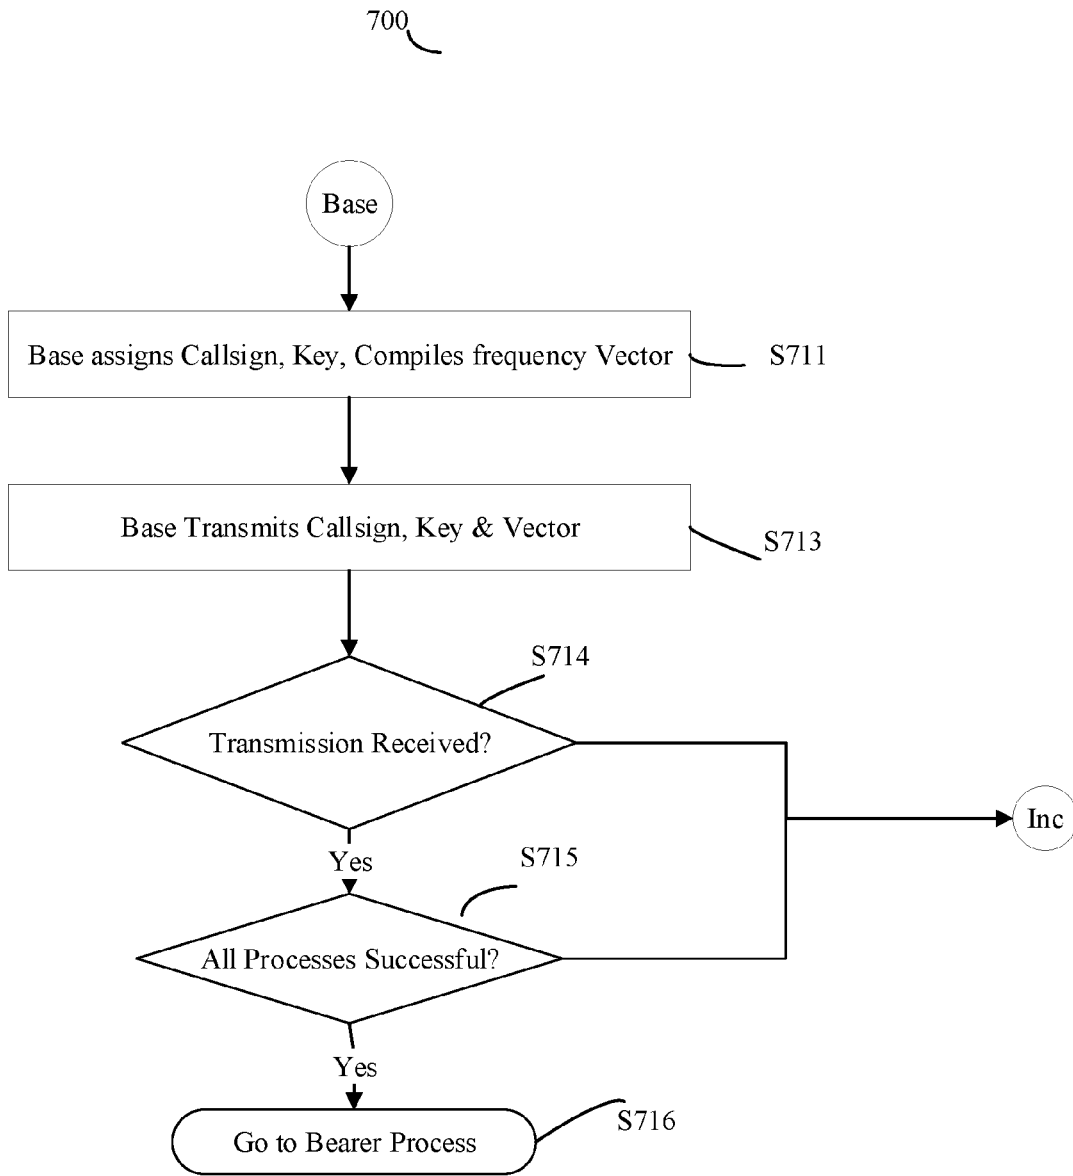 700
Base
Base assigns Callsign, Key, Compiles frequency Vector
S711
Base Transmits Callsign, Key & Vector
S713
S714
Transmission Received?
Inc
Yes
S715
All Processes Successful?
Yes
Go to Bearer Process
S716